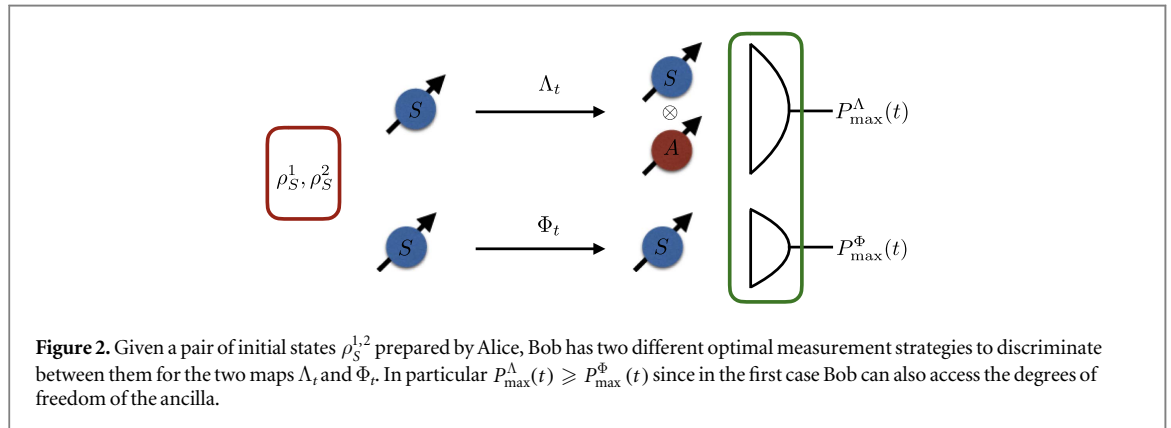 S
Λ_t
S
⊗
A
P^Λ_max(t)
ρ^1_S, ρ^2_S
S
Φ_t
S
P^Φ_max(t)
Figure 2. Given a pair of initial states ρ^{1,2}_S prepared by Alice, Bob has two different optimal measurement strategies to discriminate
between them for the two maps Λ_t and Φ_t. In particular P^Λ_max(t) ⩾ P^Φ_max (t) since in the first case Bob can also access the degrees of
freedom of the ancilla.